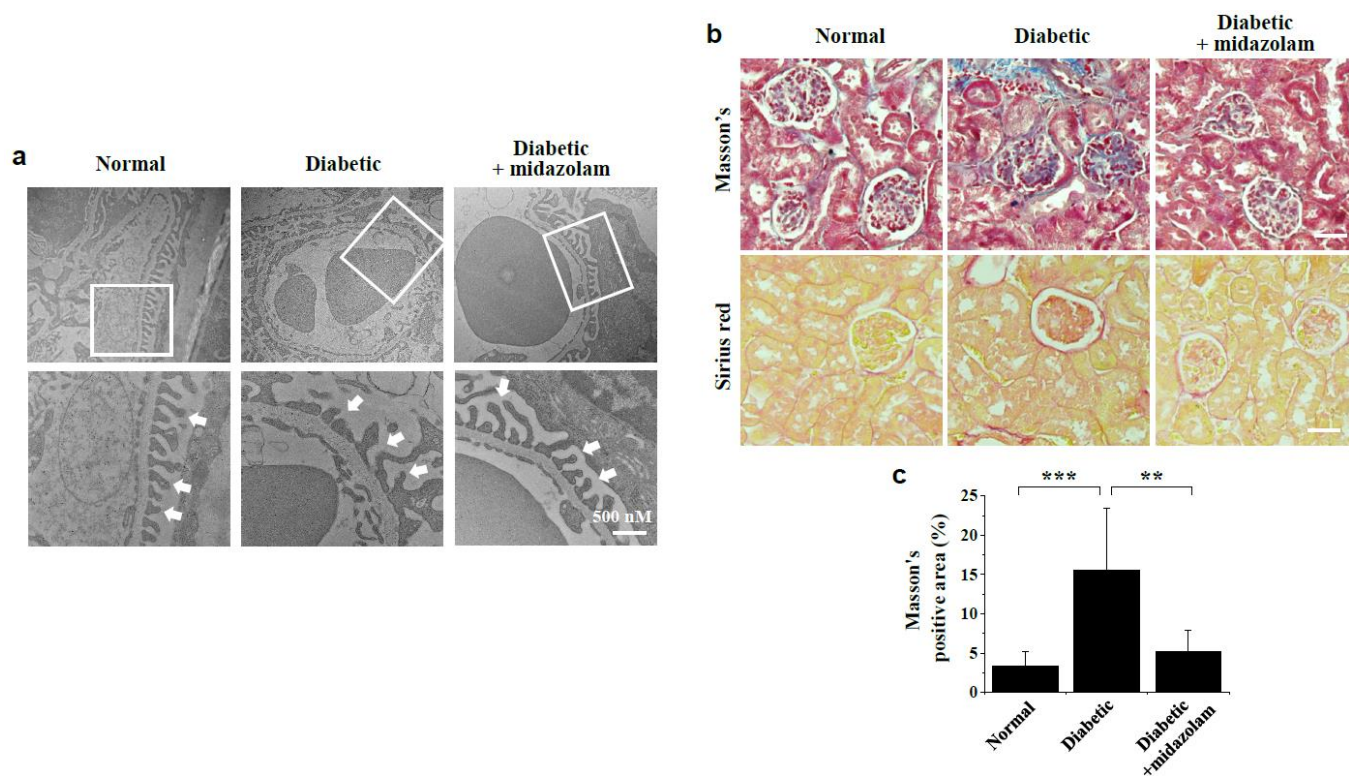 a
Normal
Diabetic
Diabetic
+ midazolam
500 nM
b
Normal
Diabetic
Diabetic
+ midazolam
Masson's
Sirius red
c
***
**
25
20
15
10
5
0
Masson's
positive area (%)
Normal
Diabetic
Diabetic
+midazolam